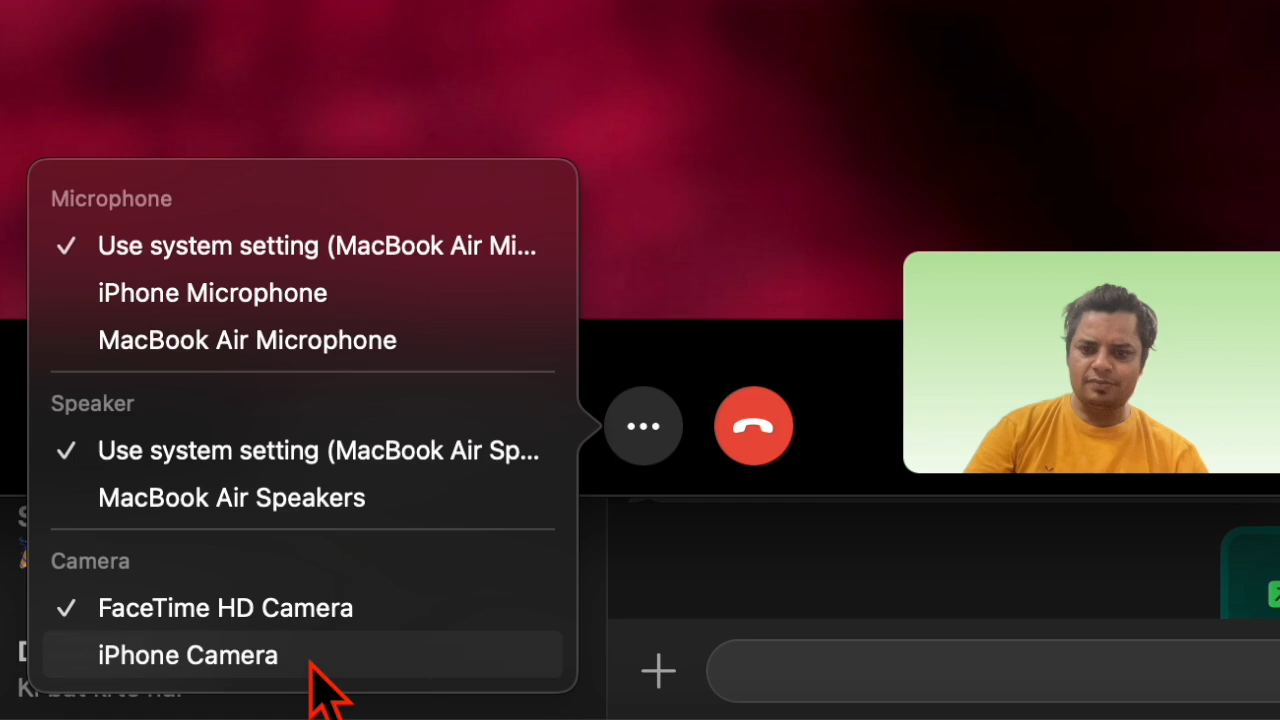 Microphone
Use system setting (MacBook Air Mi...
iPhone Microphone
MacBook Air Microphone
Speaker
Use system setting (MacBook Air Sp...
MacBook Air Speakers
Camera
FaceTime HD Camera
iPhone Camera